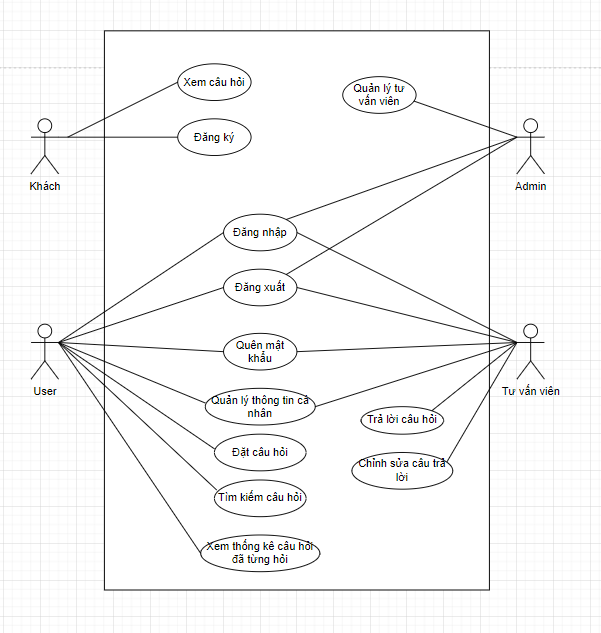 Xem câu hỏi
Quản lý tư
vấn viên
Đăng ký
Khách
Admin
Đăng nhập
Đăng xuất
Quên mật
khẩu
User
Tư vấn viên
Quản lý thông tin cá
nhân
Trả lời câu hỏi
Đặt câu hỏi
Chỉnh sửa câu trả
lời
Tìm kiếm câu hỏi
Xem thống kê câu hỏi
đã từng hỏi